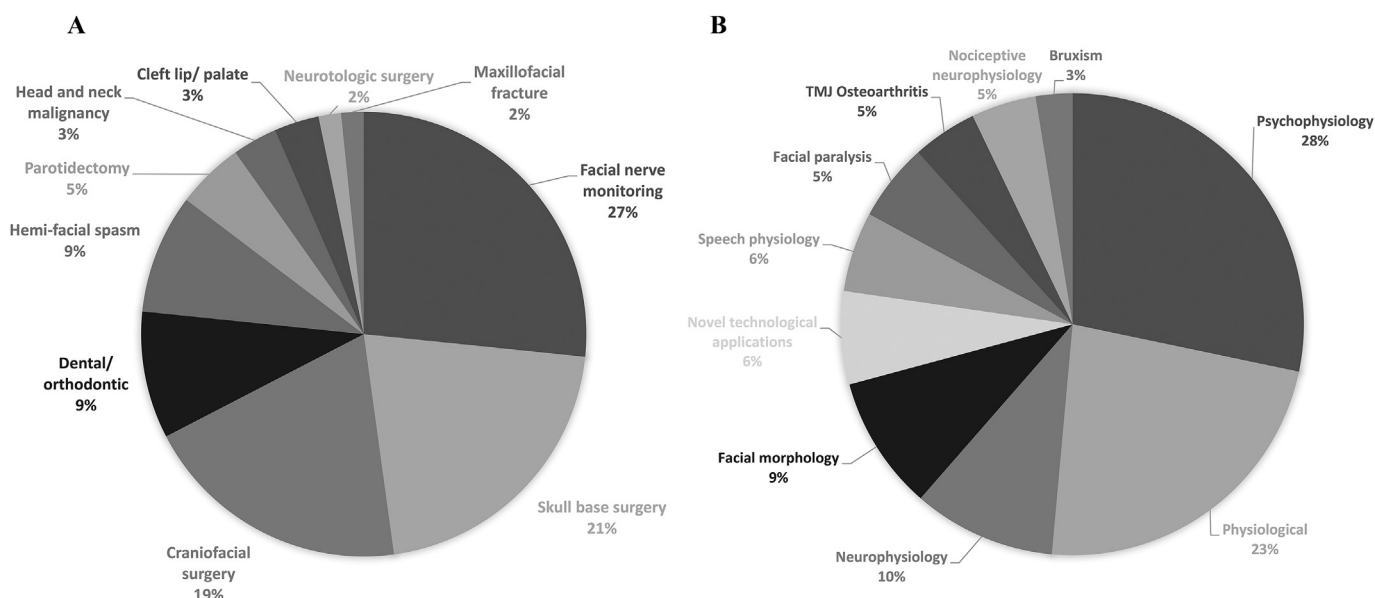 A
Cleft lip/ palate
3%
Neurotologic surgery
2%
Maxillofacial
fracture
2%
Head and neck
malignancy
3%
Parotidectomy
5%
Facial nerve
monitoring
27%
Hemi-facial spasm
9%
Dental/
orthodontic
9%
Skull base surgery
21%
Craniofacial
surgery
19%
B
Nociceptive
neurophysiology
5%
Bruxism
3%
TMJ Osteoarthritis
5%
Psychophysiology
28%
Facial paralysis
5%
Speech physiology
6%
Novel technological
applications
6%
Facial morphology
9%
Neurophysiology
10%
Physiological
23%